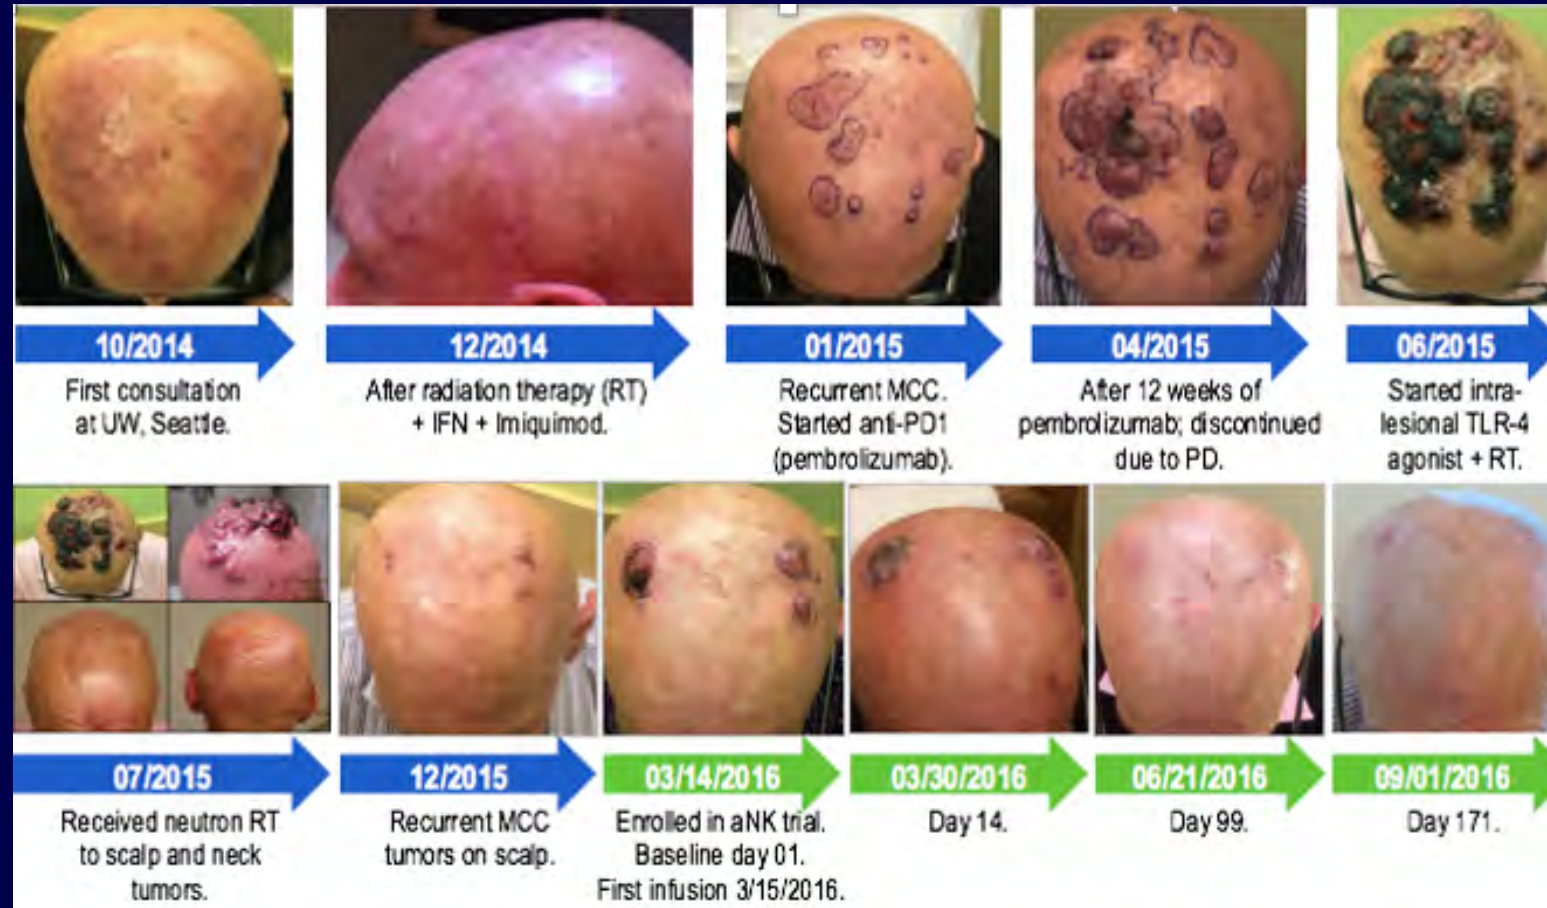 10/2014
12/2014
01/2015
04/2015
06/2015
First consultation
at UW, Seattle.
After radiation therapy (RT)
+ IFN + Imiquimod.
Recurrent MCC.
Started anti-PD1
(pembrolizumab).
After 12 weeks of
pembrolizumab; discontinued
due to PD.
Started intra-
lesional TLR-4
agonist + RT.
07/2015
12/2015
03/14/2016
03/30/2016
06/21/2016
09/01/2016
Received neutron RT
to scalp and neck
tumors.
Recurrent MCC
tumors on scalp.
Enrolled in aNK trial.
Baseline day 01.
First infusion 3/15/2016.
Day 14.
Day 99.
Day 171.